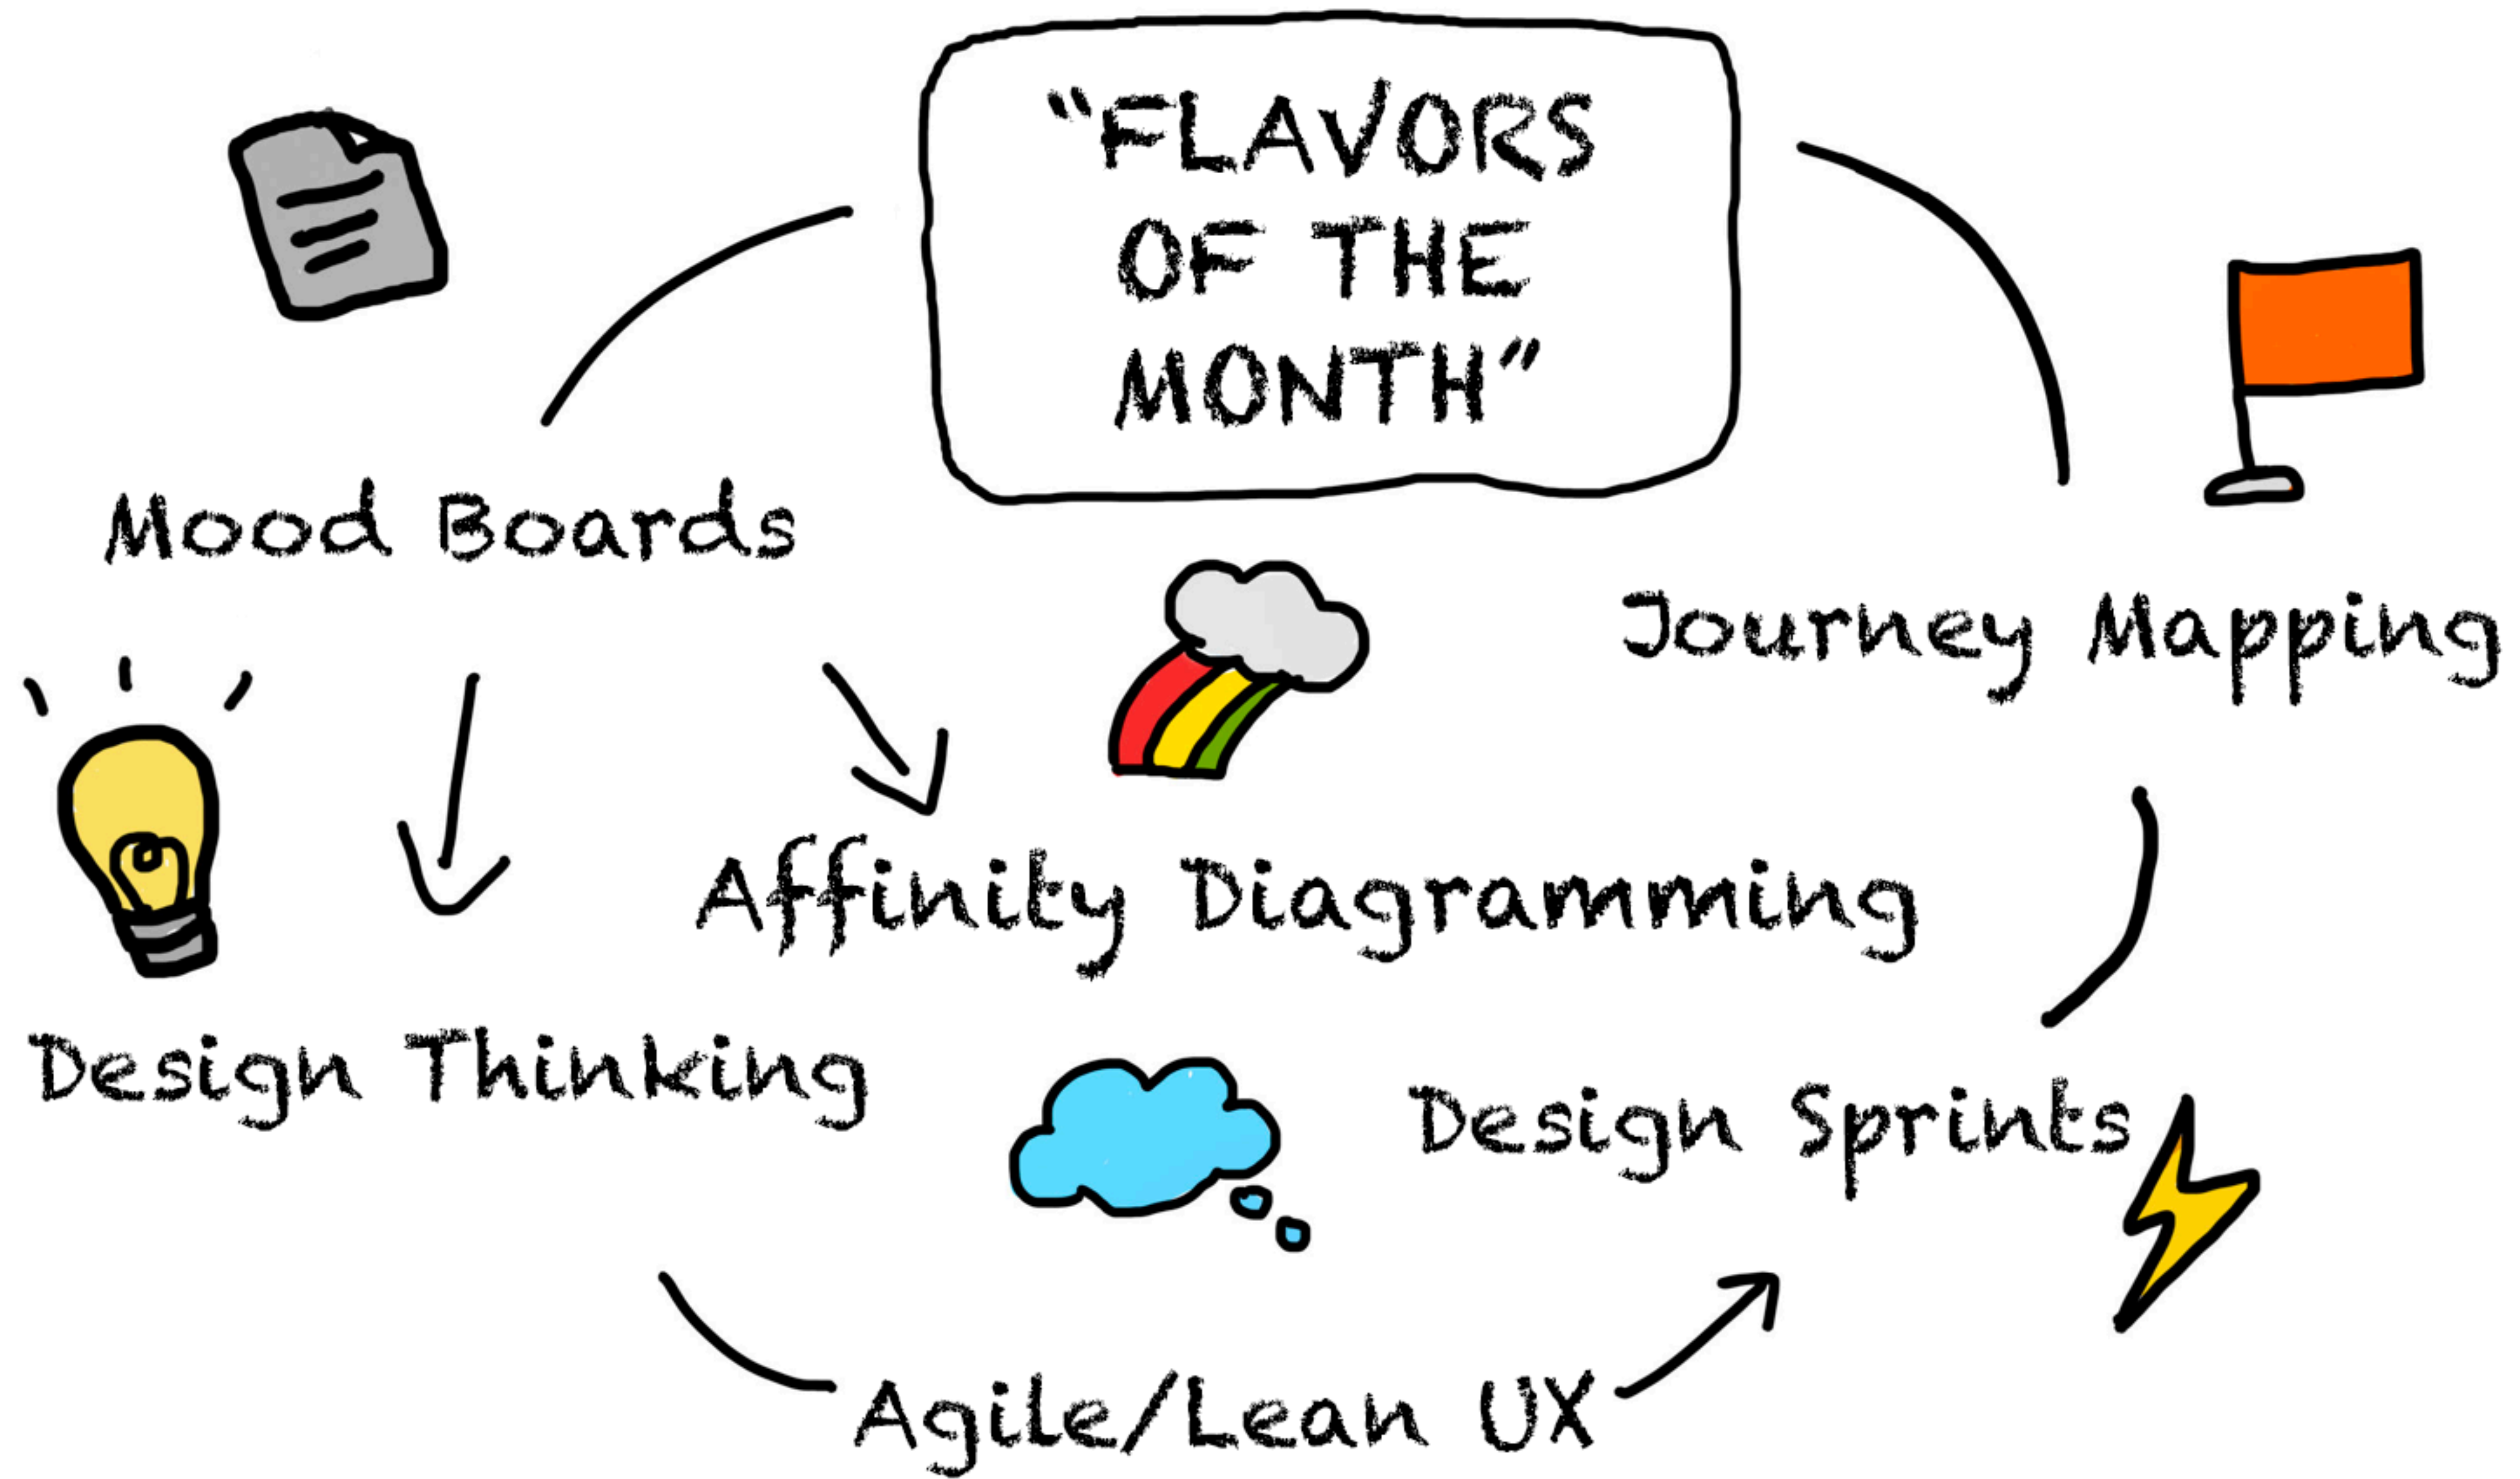 “FLAVORS
OF THE
MONTH”
Mood Boards
Journey Mapping
Affinity Diagramming
Design Thinking
Design Sprints
Agile/Lean UX